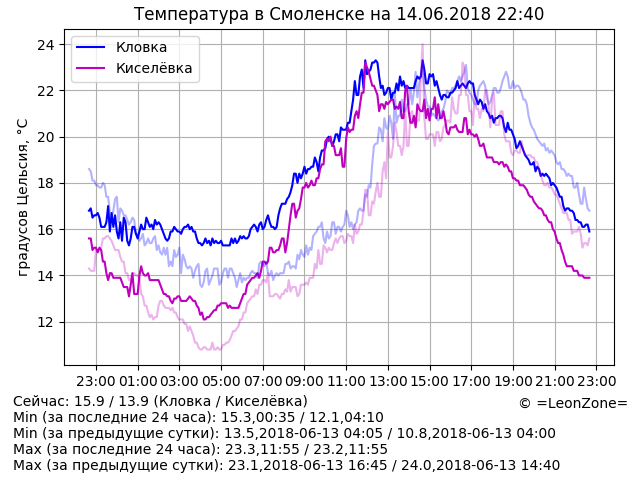 Температура в Смоленске на 14.06.2018 22:40
Кловка
Киселёвка
градусов Цельсия, °C
24
22
20
18
16
14
12
23:00 01:00 03:00 05:00 07:00 09:00 11:00 13:00 15:00 17:00 19:00 21:00 23:00
Сейчас: 15.9 / 13.9 (Кловка / Киселёвка)
© =LeonZone=
Min (за последние 24 часа): 15.3,00:35 / 12.1,04:10
Min (за предыдущие сутки): 13.5,2018-06-13 04:05 / 10.8,2018-06-13 04:00
Max (за последние 24 часа): 23.3,11:55 / 23.2,11:55
Max (за предыдущие сутки): 23.1,2018-06-13 16:45 / 24.0,2018-06-13 14:40